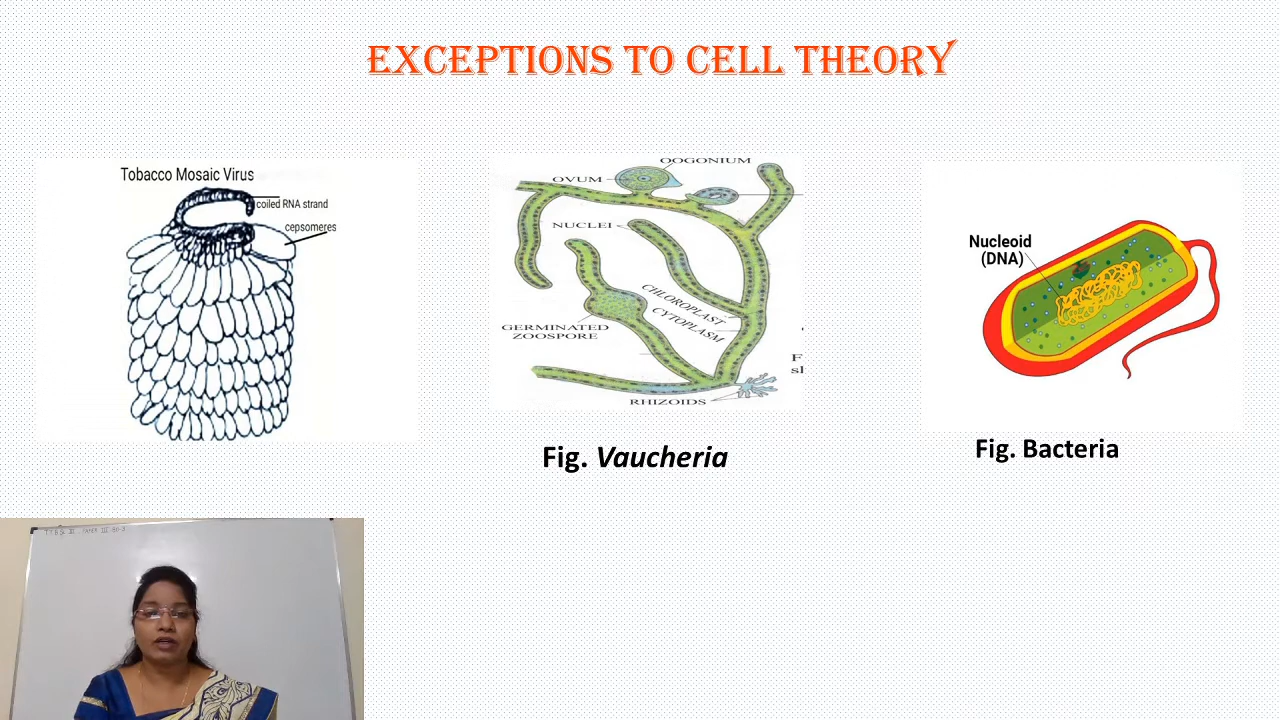 EXCEPTIONS TO CELL THEORY
Tobacco Mosaic Virus
coiled RNA strand
cepsomeres
OOGONIUM
OVUM
NUCLEI
CHLOROPLAST
CYTOPLASM
GERMINATED
ZOOSPORE
RHIZOIDS
F
sl
Fig. Vaucheria
Nucleoid
(DNA)
Fig. Bacteria